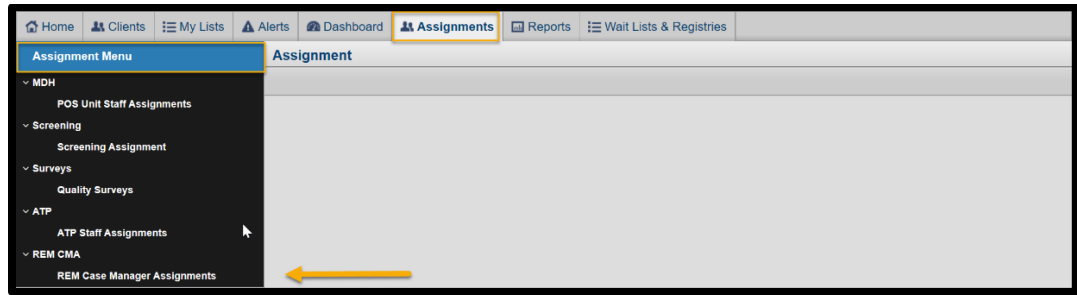 Home Clients My Lists Alerts Dashboard Assignments Reports Wait Lists & Registries
Assignment Menu
Assignment
MDH
POS Unit Staff Assignments
Screening
Screening Assignment
Surveys
Quality Surveys
ATP
ATP Staff Assignments
REM CMA
REM Case Manager Assignments